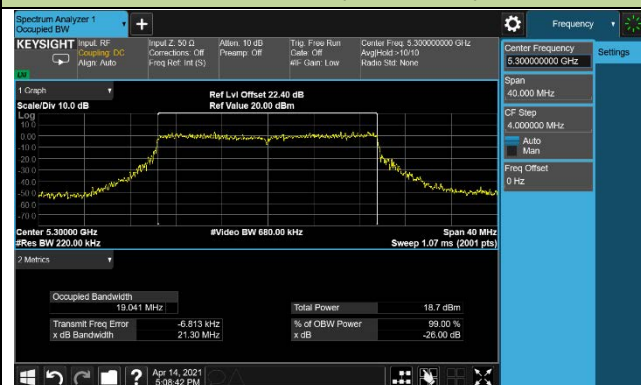 Spectrum Analyzer 1
Occupied BW
+
Frequency
KEYSIGHT
Input: RF
Coupling: DC
Align: Auto
Input Z: 50 Ω
Corrections: Off
Freq Ref: Int (S)
Atten: 10 dB
Preamp: Off
Trig: Free Run
Gate: Off
#IF Gain: Low
Center Freq: 5.300000000 GHz
Avg|Hold:>10/10
Radio Std: None
LXI
Center Frequency
5.300000000 GHz
Settings
Span
40.000 MHz
CF Step
4.000000 MHz
Auto
Man
Freq Offset
0 Hz
1 Graph
Scale/Div 10.0 dB
Ref Lvl Offset 22.40 dB
Ref Value 20.00 dBm
Log
10.0
0.00
-10.0
-20.0
-30.0
-40.0
-50.0
-60.0
-70.0
Center 5.30000 GHz
#Video BW 680.00 kHz
Span 40 MHz
#Res BW 220.00 kHz
Sweep 1.07 ms (2001 pts)
2 Metrics
Occupied Bandwidth
19.041 MHz
Total Power 18.7 dBm
Transmit Freq Error -6.813 kHz
% of OBW Power 99.00 %
x dB Bandwidth 21.30 MHz
x dB -26.00 dB
?
Apr 14, 2021
5:08:42 PM